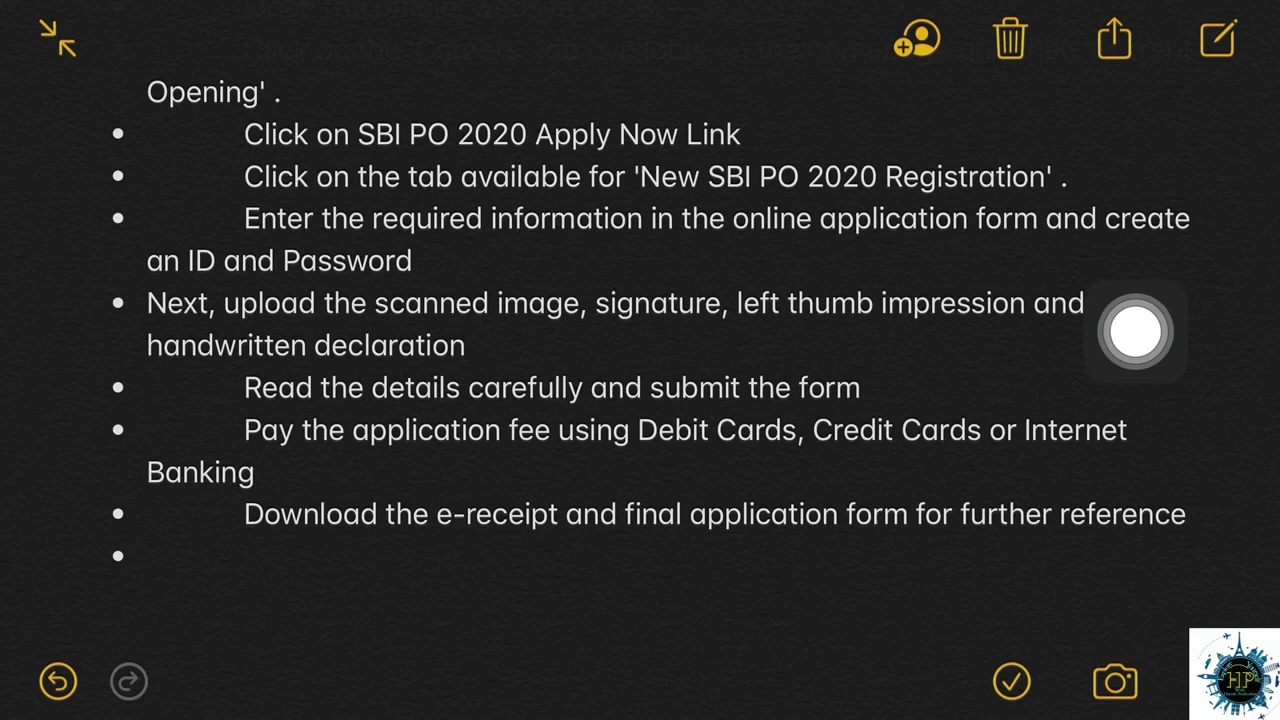 Opening' .
• Click on SBI PO 2020 Apply Now Link
• Click on the tab available for 'New SBI PO 2020 Registration' .
• Enter the required information in the online application form and create
an ID and Password
• Next, upload the scanned image, signature, left thumb impression and
handwritten declaration
• Read the details carefully and submit the form
• Pay the application fee using Debit Cards, Credit Cards or Internet
Banking
• Download the e-receipt and final application form for further reference
•
HP